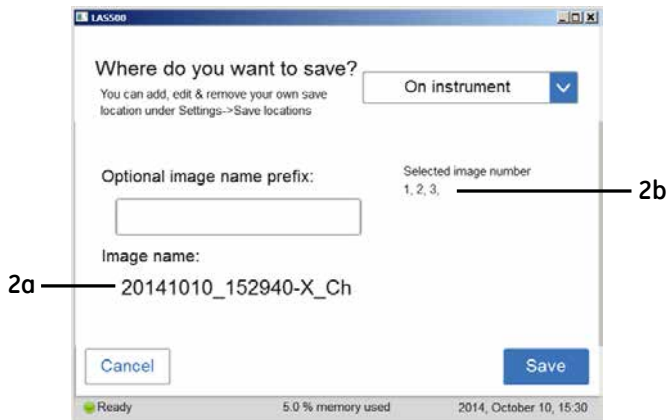 LAS500
Where do you want to save?
You can add, edit & remove your own save
location under Settings->Save locations
On instrument
Optional image name prefix:
Selected image number
1, 2, 3,
2b
Image name:
2a
20141010_152940-X_Ch
Cancel
Save
Ready
5.0 % memory used
2014, October 10, 15:30